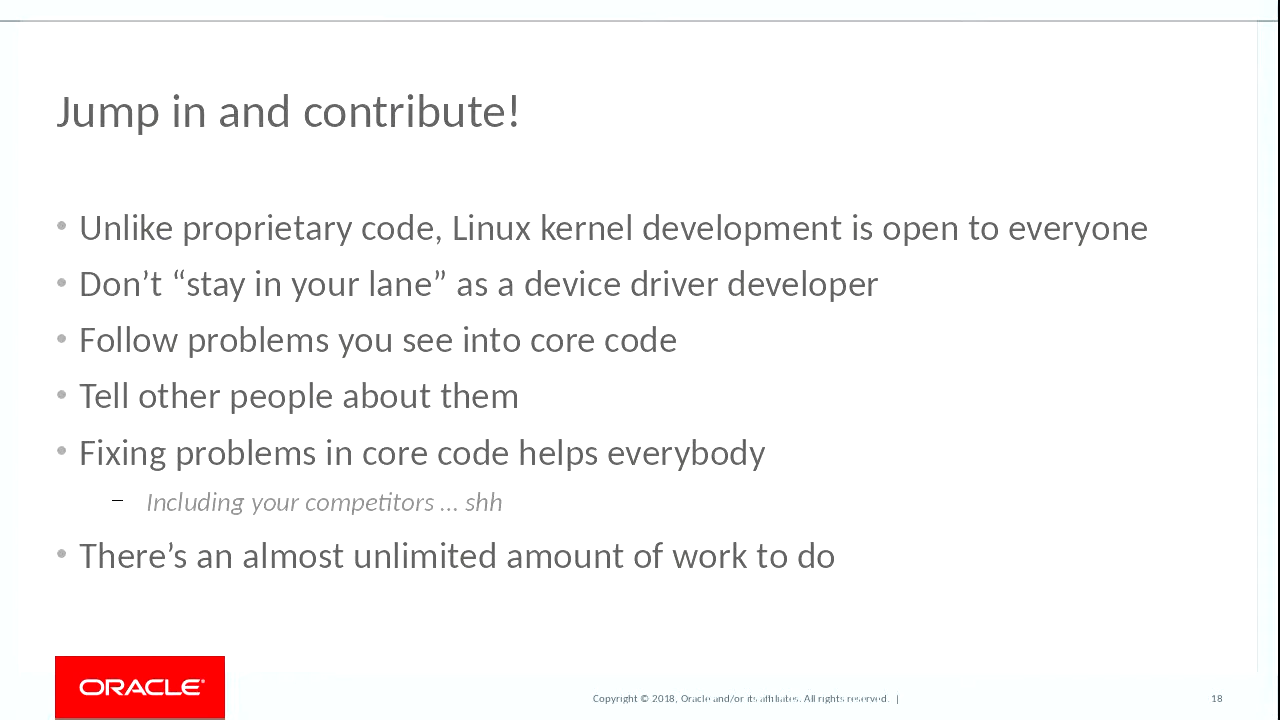 Jump in and contribute!
• Unlike proprietary code, Linux kernel development is open to everyone
• Don’t “stay in your lane” as a device driver developer
• Follow problems you see into core code
• Tell other people about them
• Fixing problems in core code helps everybody
– Including your competitors … shh
• There’s an almost unlimited amount of work to do
ORACLE®
Copyright © 2018, Oracle and/or its affiliates. All rights reserved. |
18